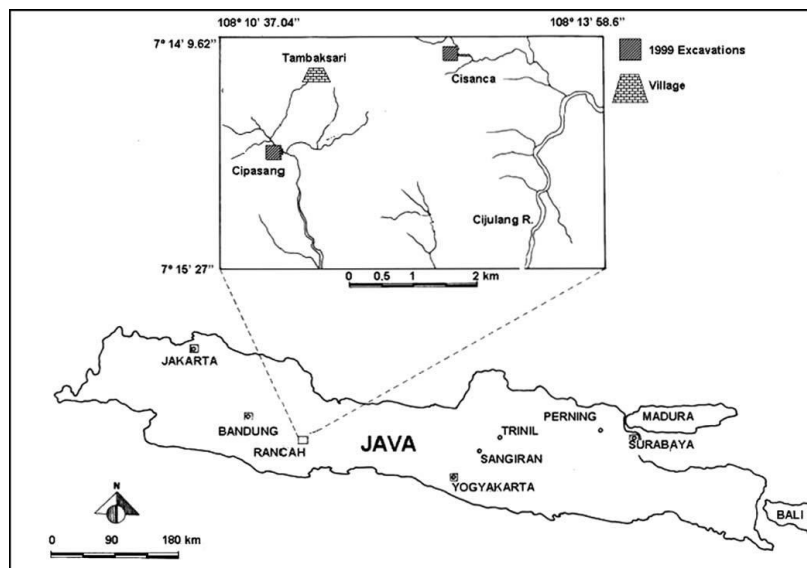 108° 10' 37.04"
108° 13' 58.6"
7° 14' 9.62"
Tambaksari
Cisanca
1999 Excavations
Village
Cipasang
Cijulang R.
7° 15' 27"
0 0.5 1 2 km
JAKARTA
BANDUNG
RANCAH
JAVA
PERNING
MADURA
TRINIL
SURABAYA
SANGIRAN
YOGYAKARTA
BALI
N
0 90 180 km